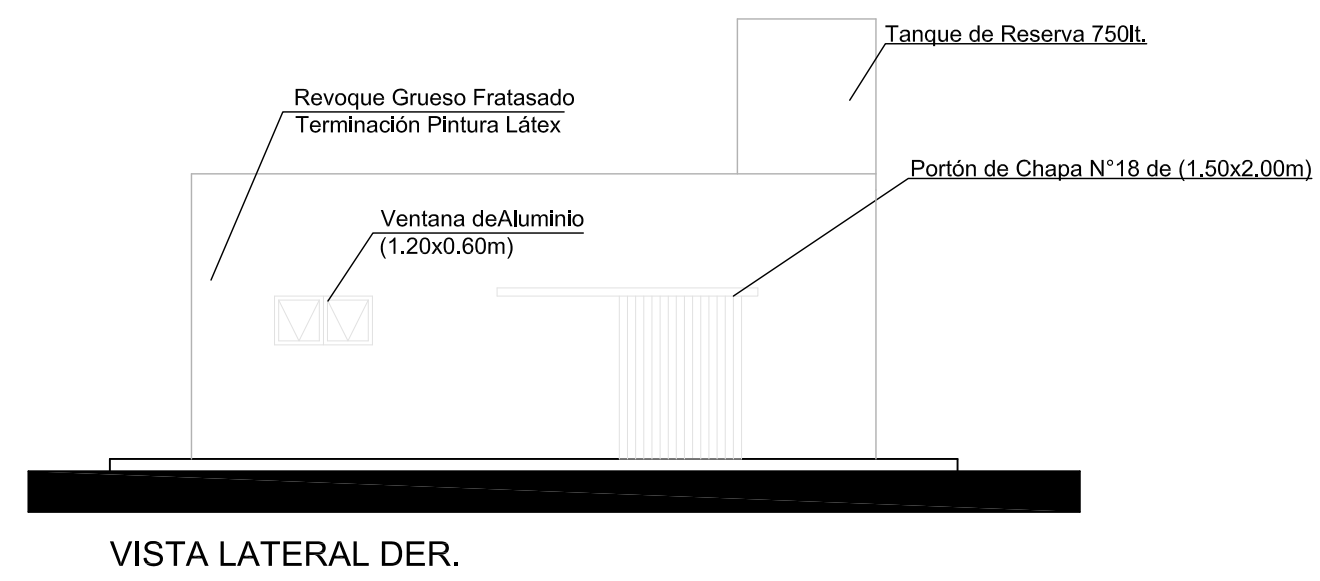 Tanque de Reserva 750lt.
Revoque Grueso Fratasado
Terminación Pintura Látex
Portón de Chapa N°18 de (1.50x2.00m)
Ventana deAluminio
(1.20x0.60m)
VISTA LATERAL DER.